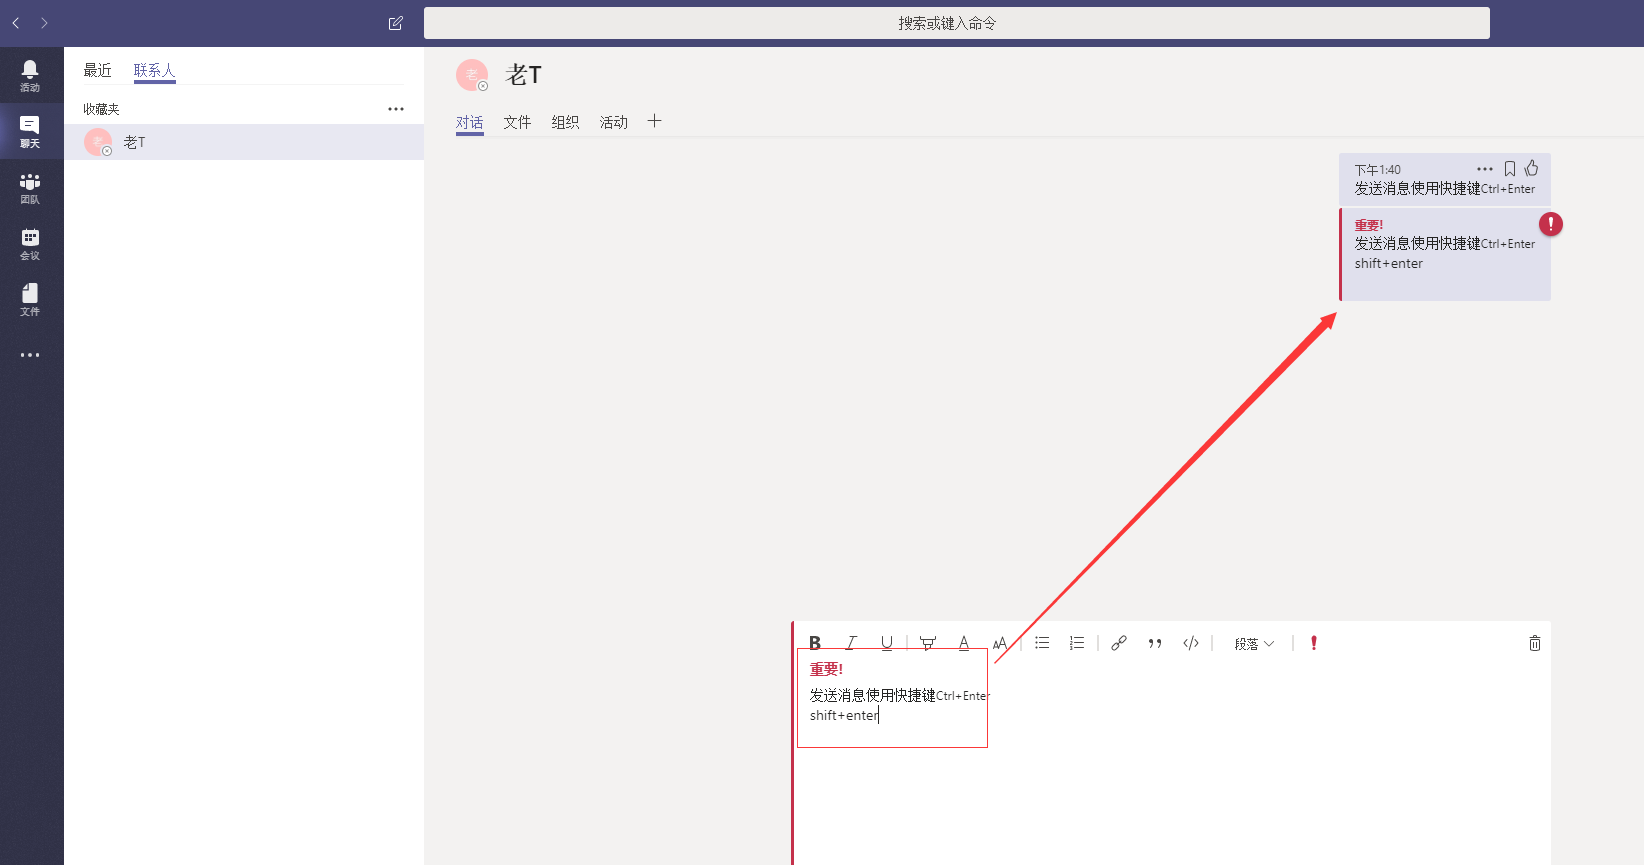 搜索或键入命令
活动
聊天
团队
会议
文件
最近 联系人
收藏夹
老 老T
老 老T
对话 文件 组织 活动
下午1:40
发送消息使用快捷键Ctrl+Enter
重要!
发送消息使用快捷键Ctrl+Enter
shift+enter
B I U A AA 段落
重要!
发送消息使用快捷键Ctrl+Enter
shift+enter